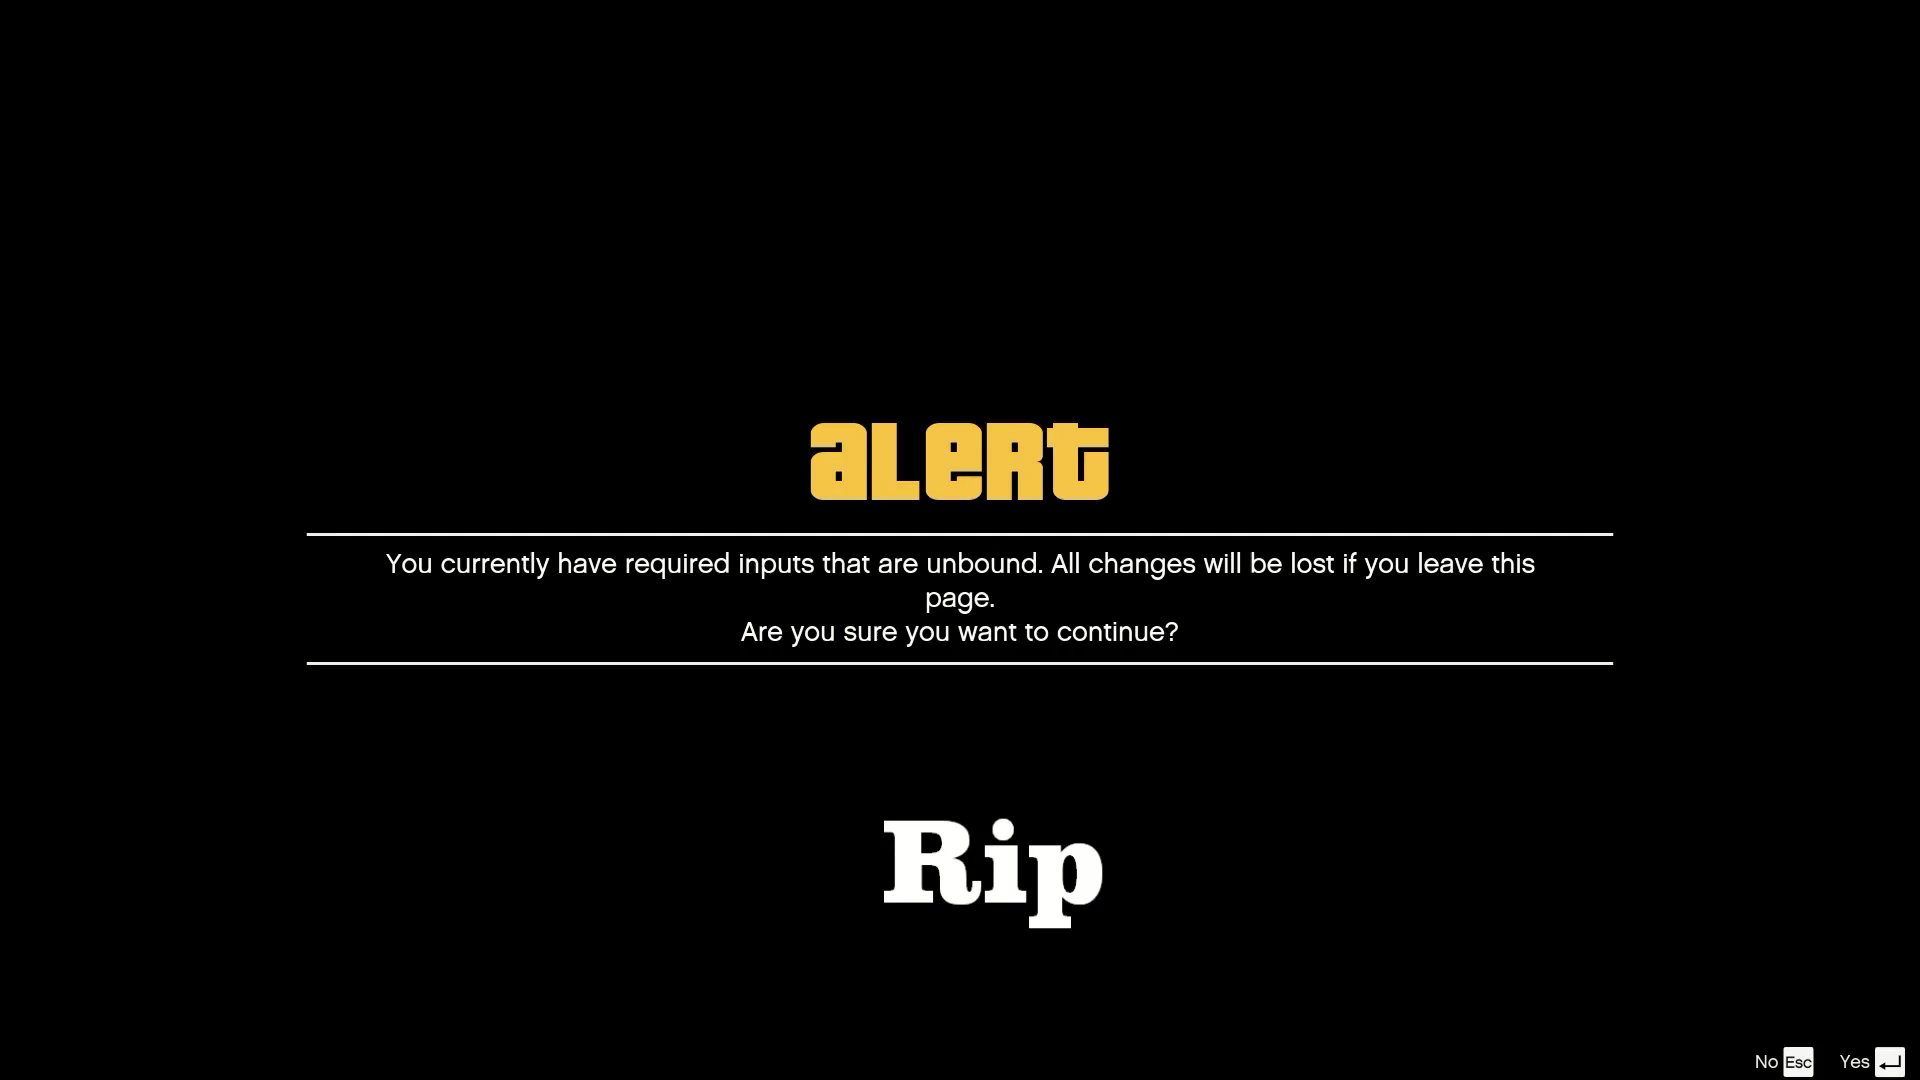 aLeRt
You currently have required inputs that are unbound. All changes will be lost if you leave this
page.
Are you sure you want to continue?
Rip
No Esc Yes